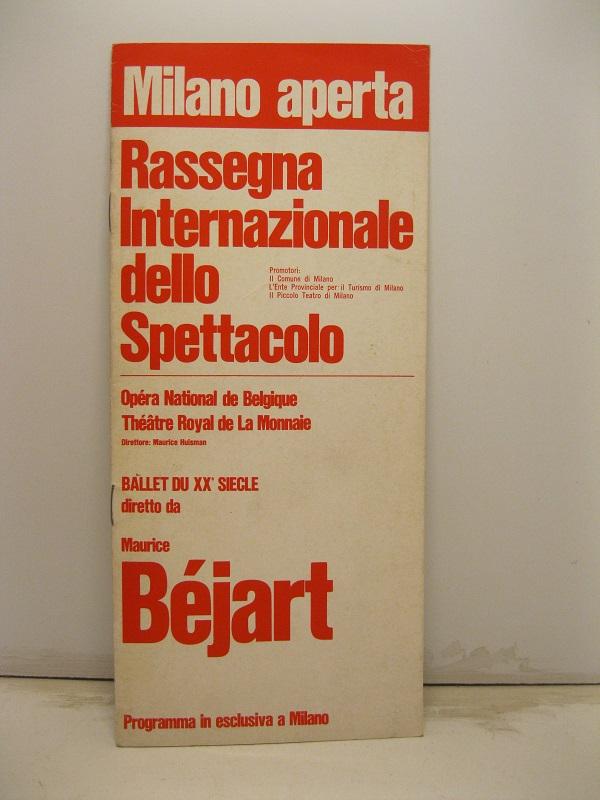 Milano aperta
Rassegna
Internazionale
dello
Spettacolo
Promotori:
Il Comune di Milano
L'Ente Provinciale per il Turismo di Milano
Il Piccolo Teatro di Milano
Opéra National de Belgique
Théâtre Royal de La Monnaie
Direttore: Maurice Huisman
BALLET DU XX° SIECLE
diretto da
Maurice
Béjart
Programma in esclusiva a Milano